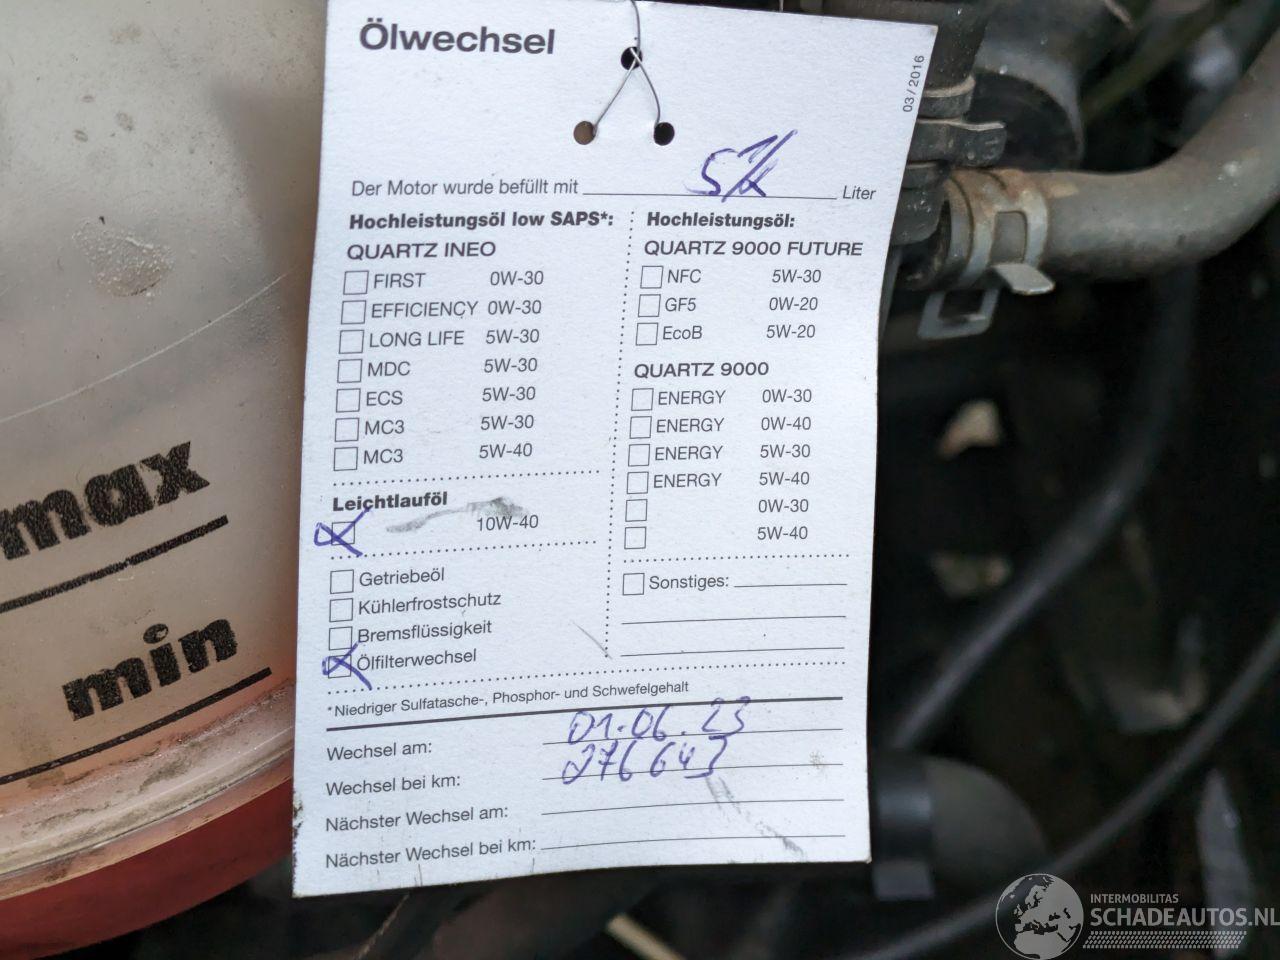 Ölwechsel
03/2016
Der Motor wurde befüllt mit Liter
Hochleistungsöl low SAPS*:
QUARTZ INEO
FIRST 0W-30
EFFICIENCY 0W-30
LONG LIFE 5W-30
MDC 5W-30
ECS 5W-30
MC3 5W-30
MC3 5W-40
Leichtlauföl
10W-40
Getriebeöl
Kühlerfrostschutz
Bremsflüssigkeit
Ölfilterwechsel
Hochleistungsöl:
QUARTZ 9000 FUTURE
NFC 5W-30
GF5 0W-20
EcoB 5W-20
QUARTZ 9000
ENERGY 0W-30
ENERGY 0W-40
ENERGY 5W-30
ENERGY 5W-40
0W-30
5W-40
Sonstiges:
*Niedriger Sulfatasche-, Phosphor- und Schwefelgehalt
Wechsel am: 01.06.23
Wechsel bei km: 276643
Nächster Wechsel am:
Nächster Wechsel bei km:
max
min
INTERMOBILITAS
SCHADEAUTOS.NL